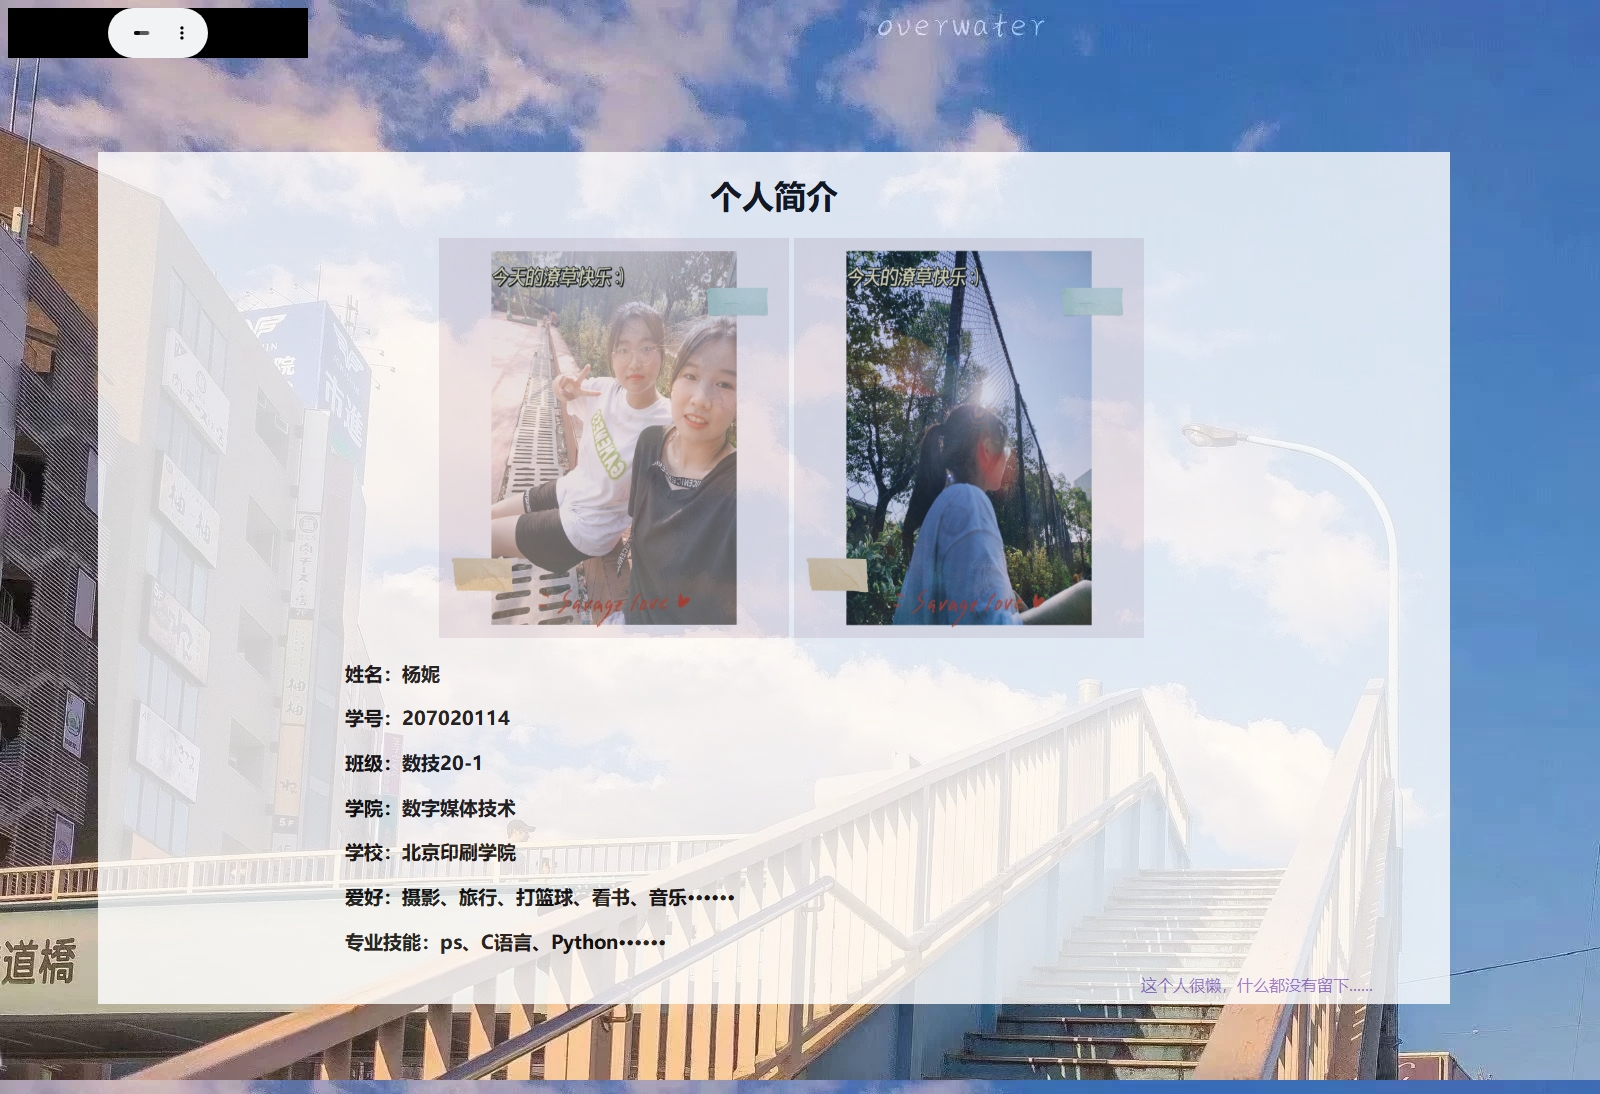 overwater
个人简介
今天的潦草快乐:)
今天的潦草快乐:)
Savage love
Savage love
姓名：杨妮
学号：207020114
班级：数技20-1
学院：数字媒体技术
学校：北京印刷学院
爱好：摄影、旅行、打篮球、看书、音乐••••••
专业技能：ps、C语言、Python••••••
道橋
这个人很懒，什么都没有留下......